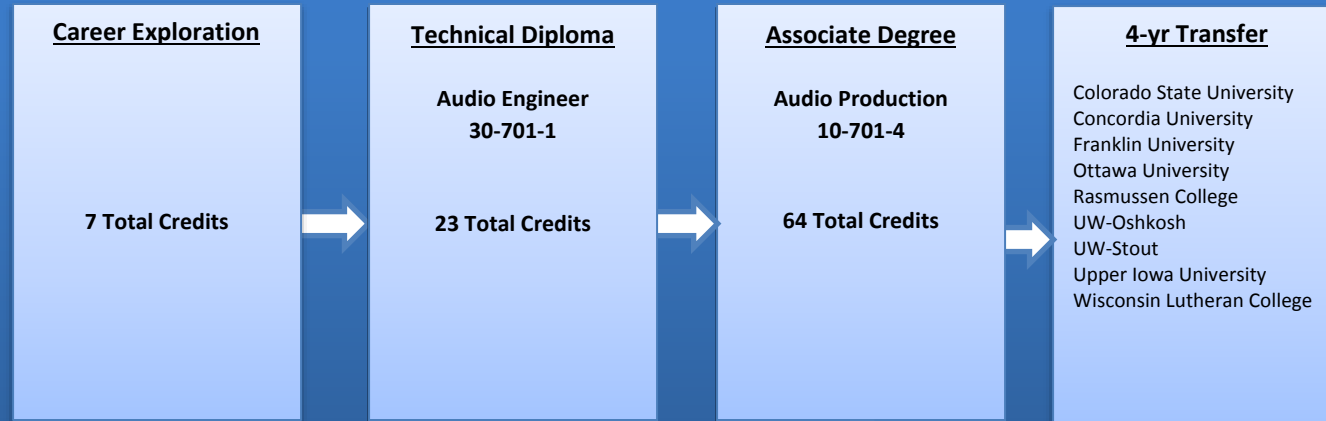 Career Exploration
7 Total Credits
Technical Diploma
Audio Engineer
30-701-1
23 Total Credits
Associate Degree
Audio Production
10-701-4
64 Total Credits
4-yr Transfer
Colorado State University
Concordia University
Franklin University
Ottawa University
Rasmussen College
UW-Oshkosh
UW-Stout
Upper Iowa University
Wisconsin Lutheran College